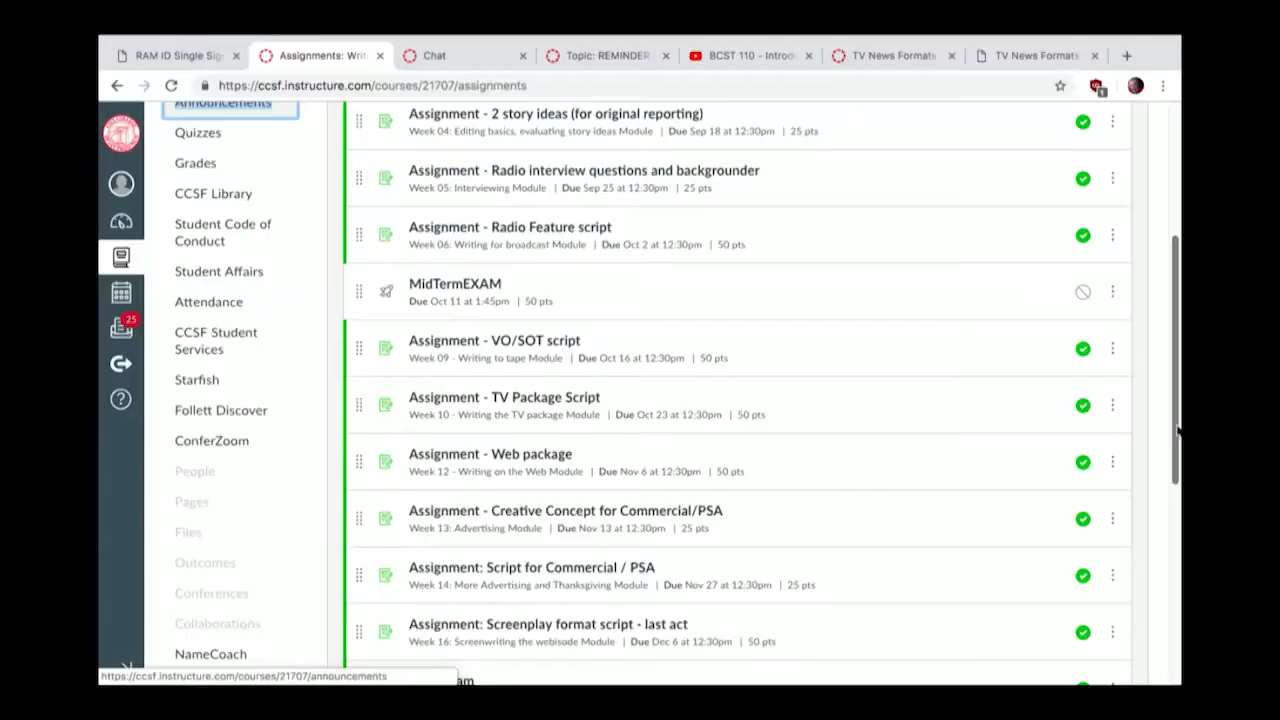 RAM ID Single Sig
Assignments: Writ
Chat
Topic: REMINDER
BCST 110 - Introd
TV News Formats
TV News Formats
https://ccsf.instructure.com/courses/21707/assignments
25
Announcements
Quizzes
Grades
CCSF Library
Student Code of
Conduct
Student Affairs
Attendance
CCSF Student
Services
Starfish
Follett Discover
ConferZoom
People
Pages
Files
Outcomes
Conferences
Collaborations
NameCoach
Assignment - 2 story ideas (for original reporting)
Week 04: Editing basics, evaluating story ideas Module | Due Sep 18 at 12:30pm | 25 pts
Assignment - Radio interview questions and backgrounder
Week 05: Interviewing Module | Due Sep 25 at 12:30pm | 25 pts
Assignment - Radio Feature script
Week 06: Writing for broadcast Module | Due Oct 2 at 12:30pm | 50 pts
MidTermEXAM
Due Oct 11 at 1:45pm | 50 pts
Assignment - VO/SOT script
Week 09 - Writing to tape Module | Due Oct 16 at 12:30pm | 50 pts
Assignment - TV Package Script
Week 10 - Writing the TV package Module | Due Oct 23 at 12:30pm | 50 pts
Assignment - Web package
Week 12 - Writing on the Web Module | Due Nov 6 at 12:30pm | 50 pts
Assignment - Creative Concept for Commercial/PSA
Week 13: Advertising Module | Due Nov 13 at 12:30pm | 25 pts
Assignment: Script for Commercial / PSA
Week 14: More Advertising and Thanksgiving Module | Due Nov 27 at 12:30pm | 25 pts
Assignment: Screenplay format script - last act
Week 16: Screenwriting the webisode Module | Due Dec 6 at 12:30pm | 50 pts
am
https://ccsf.instructure.com/courses/21707/announcements